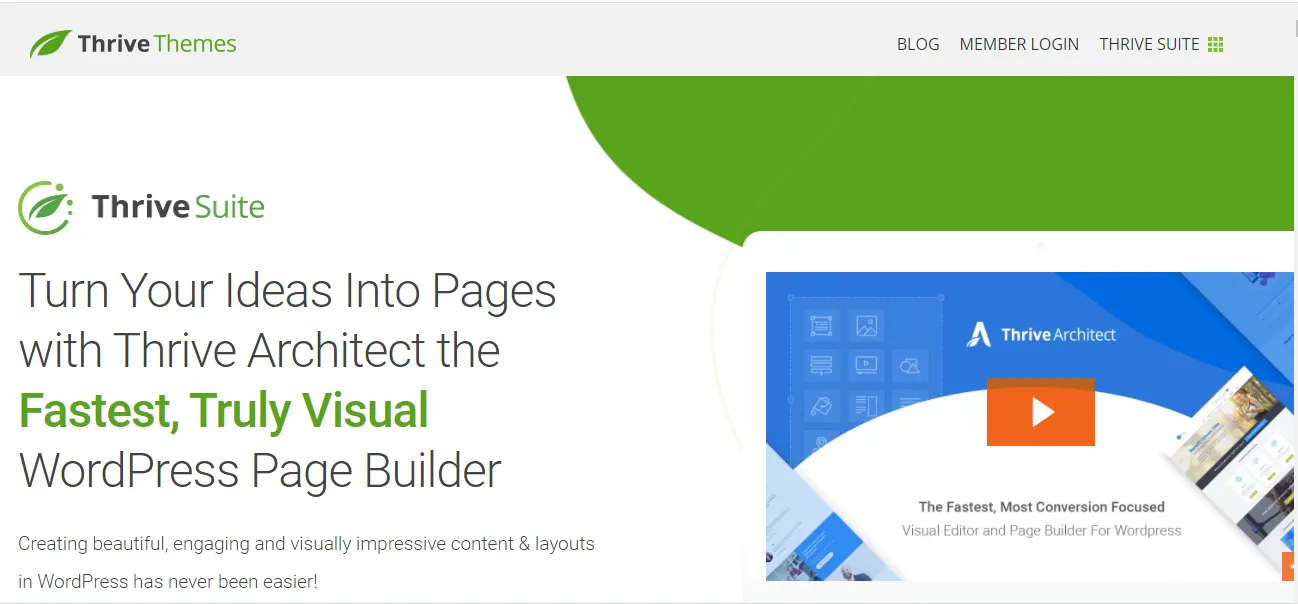 Thrive Themes
BLOG MEMBER LOGIN THRIVE SUITE
Thrive Suite
Turn Your Ideas Into Pages
with Thrive Architect the
Fastest, Truly Visual
WordPress Page Builder
Creating beautiful, engaging and visually impressive content & layouts
in WordPress has never been easier!
Thrive Architect
The Fastest, Most Conversion Focused
Visual Editor and Page Builder For Wordpress